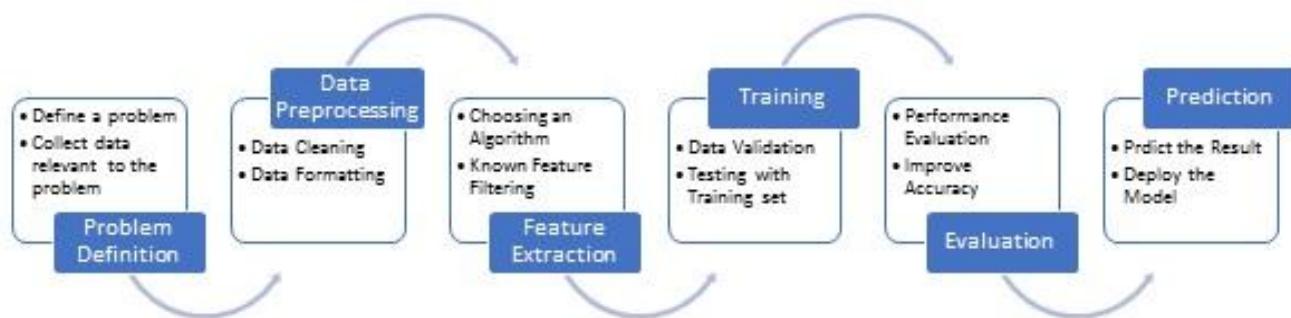 • Define a problem
• Collect data
relevant to the
problem
Problem
Definition
Data
Preprocessing
• Data Cleaning
• Data Formatting
• Choosing an
Algorithm
• Known Feature
Filtering
Feature
Extraction
Training
• Data Validation
• Testing with
Training set
• Performance
Evaluation
• Improve
Accuracy
Evaluation
Prediction
• Prdict the Result
• Deploy the
Model